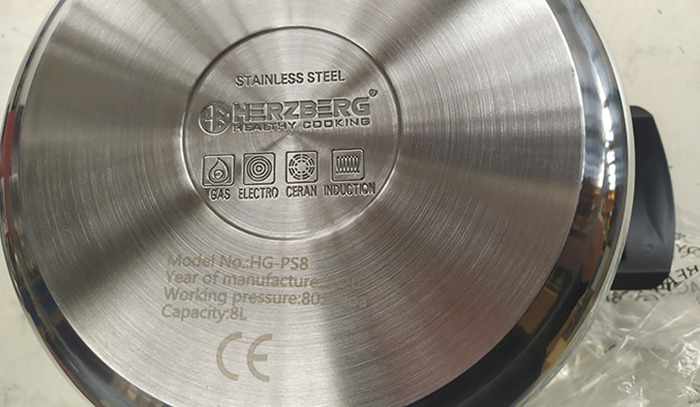 STAINLESS STEEL
HERZBERG®
HEALTHY COOKING
GAS ELECTRO CERAN INDUCTION
Model No.:HG-PS8
Year of manufacture:
Working pressure:80
Capacity:8L
CE